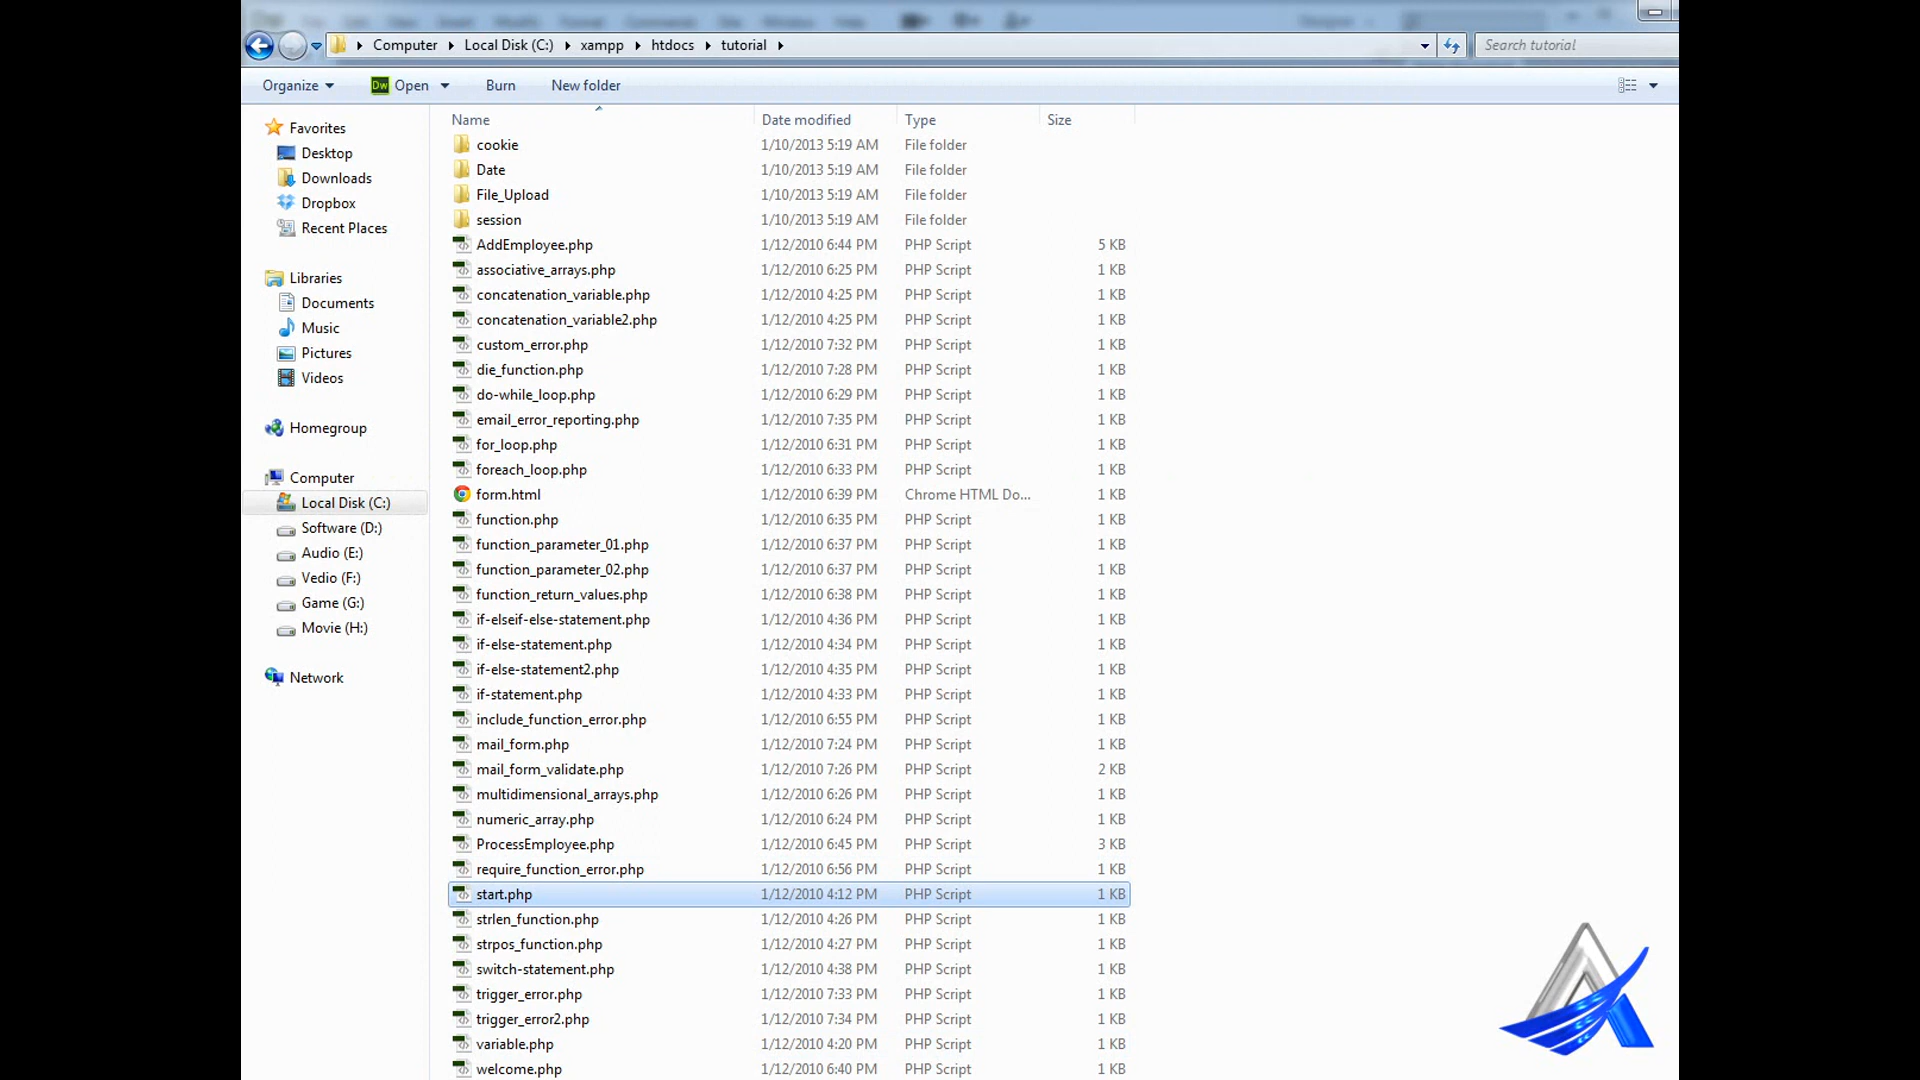 Computer Local Disk (C:) xampp htdocs tutorial Search tutorial
Organize Dw Open Burn New folder
Name Date modified Type Size
Favorites
Desktop
Downloads
Dropbox
Recent Places
Libraries
Documents
Music
Pictures
Videos
Homegroup
Computer
Local Disk (C:)
Software (D:)
Audio (E:)
Vedio (F:)
Game (G:)
Movie (H:)
Network
cookie 1/10/2013 5:19 AM File folder
Date 1/10/2013 5:19 AM File folder
File_Upload 1/10/2013 5:19 AM File folder
session 1/10/2013 5:19 AM File folder
AddEmployee.php 1/12/2010 6:44 PM PHP Script 5 KB
associative_arrays.php 1/12/2010 6:25 PM PHP Script 1 KB
concatenation_variable.php 1/12/2010 4:25 PM PHP Script 1 KB
concatenation_variable2.php 1/12/2010 4:25 PM PHP Script 1 KB
custom_error.php 1/12/2010 7:32 PM PHP Script 1 KB
die_function.php 1/12/2010 7:28 PM PHP Script 1 KB
do-while_loop.php 1/12/2010 6:29 PM PHP Script 1 KB
email_error_reporting.php 1/12/2010 7:35 PM PHP Script 1 KB
for_loop.php 1/12/2010 6:31 PM PHP Script 1 KB
foreach_loop.php 1/12/2010 6:33 PM PHP Script 1 KB
form.html 1/12/2010 6:39 PM Chrome HTML Do... 1 KB
function.php 1/12/2010 6:35 PM PHP Script 1 KB
function_parameter_01.php 1/12/2010 6:37 PM PHP Script 1 KB
function_parameter_02.php 1/12/2010 6:37 PM PHP Script 1 KB
function_return_values.php 1/12/2010 6:38 PM PHP Script 1 KB
if-elseif-else-statement.php 1/12/2010 4:36 PM PHP Script 1 KB
if-else-statement.php 1/12/2010 4:34 PM PHP Script 1 KB
if-else-statement2.php 1/12/2010 4:35 PM PHP Script 1 KB
if-statement.php 1/12/2010 4:33 PM PHP Script 1 KB
include_function_error.php 1/12/2010 6:55 PM PHP Script 1 KB
mail_form.php 1/12/2010 7:24 PM PHP Script 1 KB
mail_form_validate.php 1/12/2010 7:26 PM PHP Script 2 KB
multidimensional_arrays.php 1/12/2010 6:26 PM PHP Script 1 KB
numeric_array.php 1/12/2010 6:24 PM PHP Script 1 KB
ProcessEmployee.php 1/12/2010 6:45 PM PHP Script 3 KB
require_function_error.php 1/12/2010 6:56 PM PHP Script 1 KB
start.php 1/12/2010 4:12 PM PHP Script 1 KB
strlen_function.php 1/12/2010 4:26 PM PHP Script 1 KB
strpos_function.php 1/12/2010 4:27 PM PHP Script 1 KB
switch-statement.php 1/12/2010 4:38 PM PHP Script 1 KB
trigger_error.php 1/12/2010 7:33 PM PHP Script 1 KB
trigger_error2.php 1/12/2010 7:34 PM PHP Script 1 KB
variable.php 1/12/2010 4:20 PM PHP Script 1 KB
welcome.php 1/12/2010 6:40 PM PHP Script 1 KB